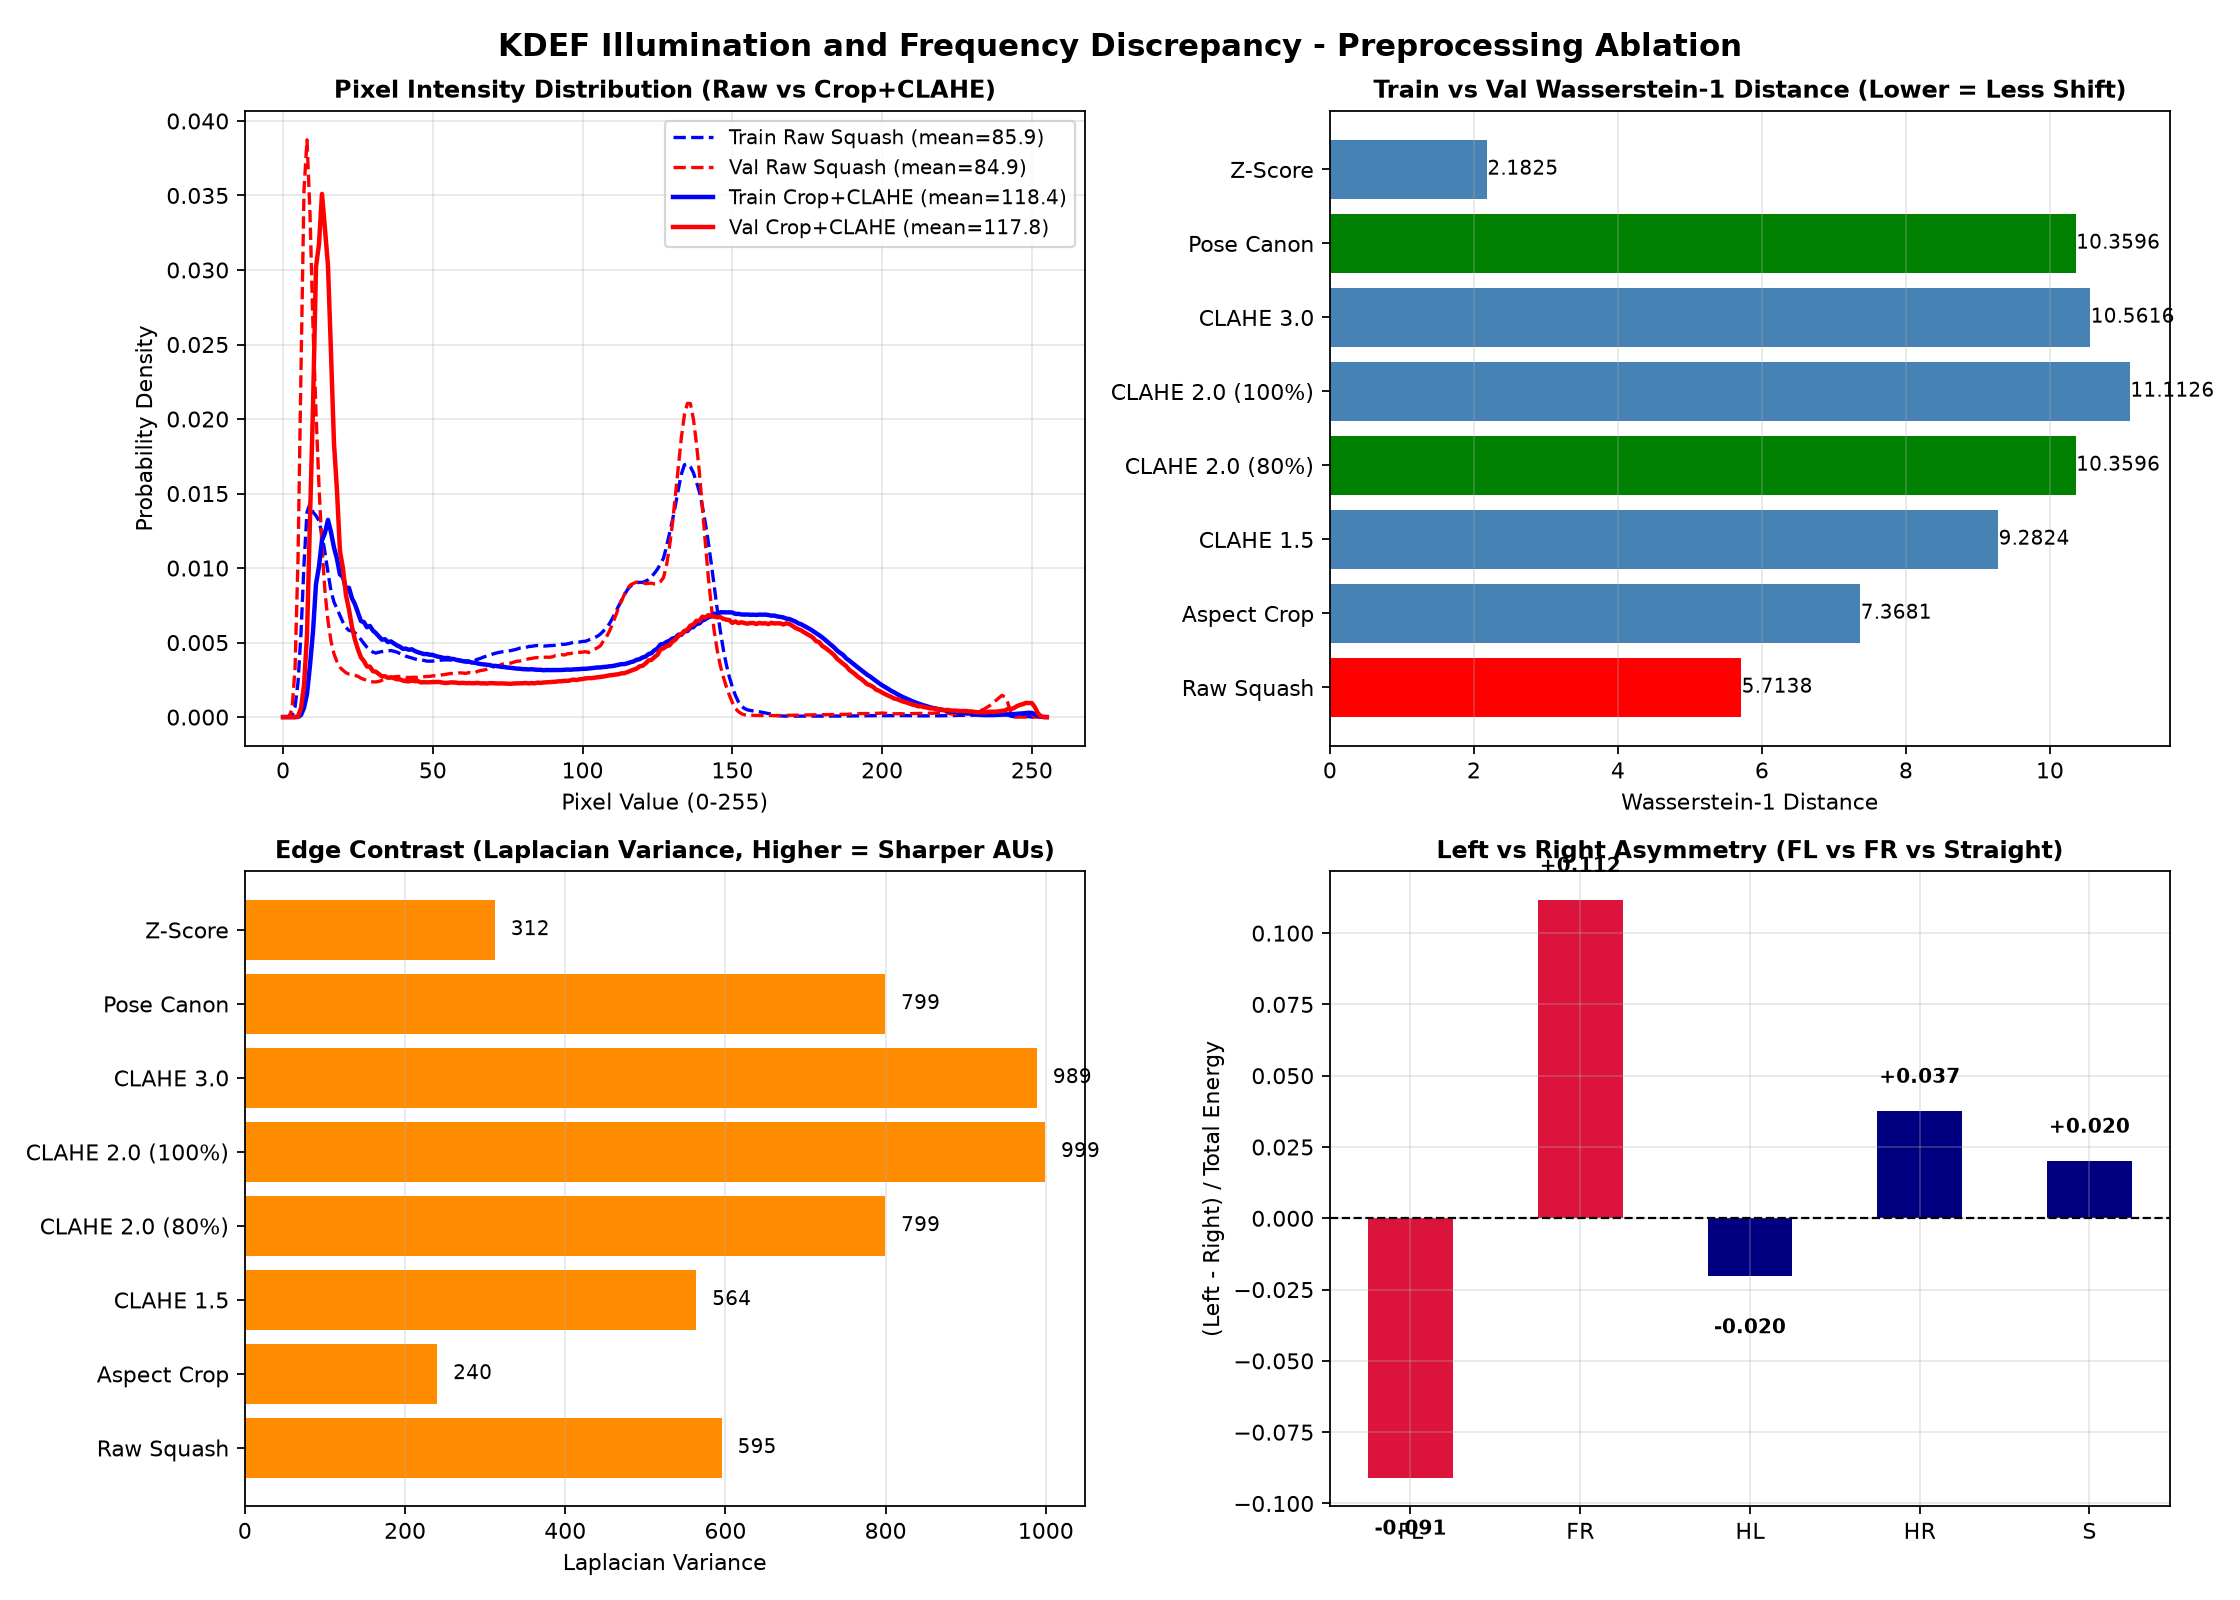 KDEF Illumination and Frequency Discrepancy - Preprocessing Ablation
Pixel Intensity Distribution (Raw vs Crop+CLAHE)
Train Raw Squash (mean=85.9)
Val Raw Squash (mean=84.9)
Train Crop+CLAHE (mean=118.4)
Val Crop+CLAHE (mean=117.8)
Probability Density
0.040
0.035
0.030
0.025
0.020
0.015
0.010
0.005
0.000
0 50 100 150 200 250
Pixel Value (0-255)
Train vs Val Wasserstein-1 Distance (Lower = Less Shift)
Z-Score 2.1825
Pose Canon 10.3596
CLAHE 3.0 10.5616
CLAHE 2.0 (100%) 11.1126
CLAHE 2.0 (80%) 10.3596
CLAHE 1.5 9.2824
Aspect Crop 7.3681
Raw Squash 5.7138
0 2 4 6 8 10
Wasserstein-1 Distance
Edge Contrast (Laplacian Variance, Higher = Sharper AUs)
Z-Score 312
Pose Canon 799
CLAHE 3.0 989
CLAHE 2.0 (100%) 999
CLAHE 2.0 (80%) 799
CLAHE 1.5 564
Aspect Crop 240
Raw Squash 595
0 200 400 600 800 1000
Laplacian Variance
Left vs Right Asymmetry (FL vs FR vs Straight)
+0.112
(Left - Right) / Total Energy
0.100
0.075
0.050
0.025
0.000
−0.025
−0.050
−0.075
−0.100
+0.037
+0.020
-0.020
-0.091
FL FR HL HR S